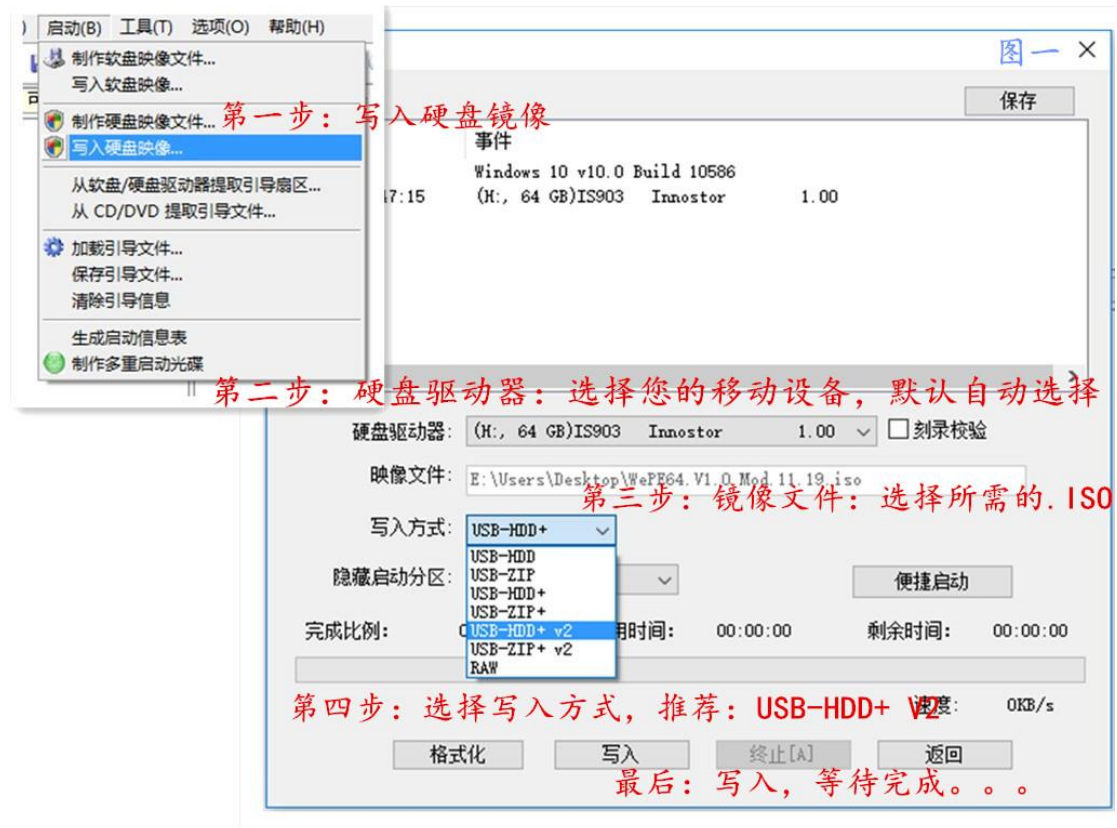 启动(B) 工具(T) 选项(O) 帮助(H)
制作软盘映像文件...
写入软盘映像...
制作硬盘映像文件...
写入硬盘映像...
从软盘/硬盘驱动器提取引导扇区...
从 CD/DVD 提取引导文件...
加载引导文件...
保存引导文件...
清除引导信息
生成启动信息表
制作多重启动光碟
第一步：写入硬盘镜像
图一
保存
事件
Windows 10 v10.0 Build 10586
17:15 (H:, 64 GB)IS903 Innostor 1.00
第二步：硬盘驱动器：选择您的移动设备，默认自动选择
硬盘驱动器: (H:, 64 GB)IS903 Innostor 1.00 刻录校验
映像文件: E:\Users\Desktop\WePE64.V1.0.Mod.11.19.iso
第三步：镜像文件：选择所需的.ISO
写入方式: USB-HDD+
USB-HDD
USB-ZIP
USB-HDD+
USB-ZIP+
USB-HDD+ v2
USB-ZIP+ v2
RAW
隐藏启动分区: 便捷启动
完成比例: 用时间: 00:00:00 剩余时间: 00:00:00
第四步：选择写入方式，推荐：USB-HDD+ V2
速度: 0KB/s
格式化 写入 终止[A] 返回
最后：写入，等待完成。。。